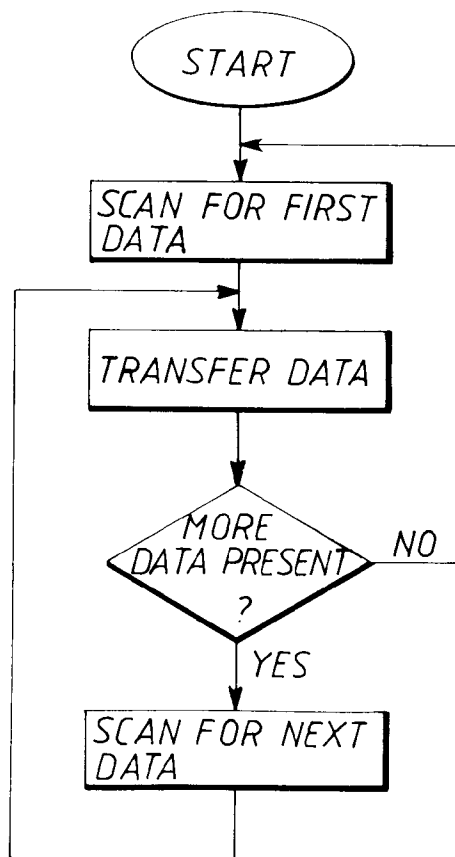 START
SCAN FOR FIRST
DATA
TRANSFER DATA
MORE
DATA PRESENT
?
NO
YES
SCAN FOR NEXT
DATA